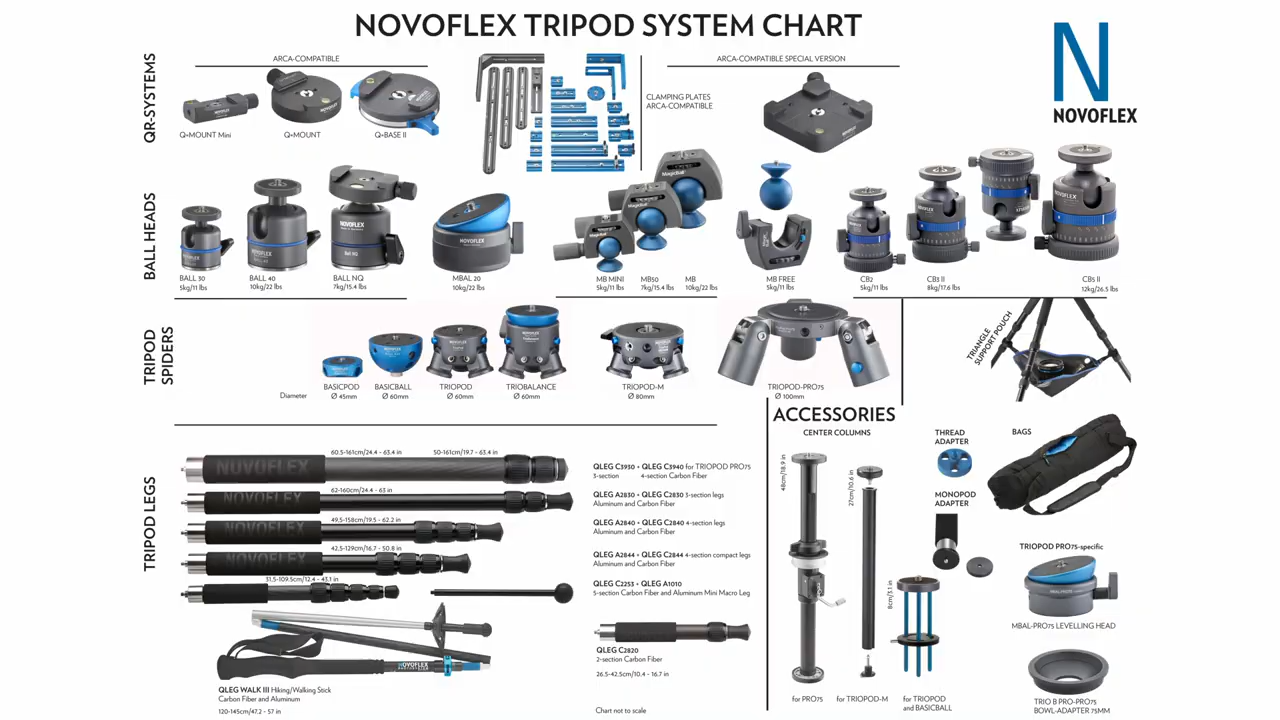 NOVOFLEX TRIPOD SYSTEM CHART
N
NOVOFLEX
QR-SYSTEMS
ARCA-COMPATIBLE
Q=MOUNT Mini
Q=MOUNT
Q=BASE II
CLAMPING PLATES
ARCA-COMPATIBLE
ARCA-COMPATIBLE SPECIAL VERSION
BALL HEADS
NOVOFLEX
NOVOFLEX
MagicBall
MagicBall
NOVOFLEX
NOVOFLEX
BALL 30
5kg/11 lbs
BALL 40
10kg/22 lbs
Ball NQ
BALL NQ
7kg/15.4 lbs
MBAL 20
10kg/22 lbs
MB MINI
5kg/11 lbs
MB50
7kg/15.4 lbs
MB
10kg/22 lbs
MB FREE
5kg/11 lbs
CB2
5kg/11 lbs
CB3 II
8kg/17.6 lbs
CB5 II
12kg/26.5 lbs
TRIPOD
SPIDERS
Diameter
BASICPOD
Ø 45mm
BASICBALL
Ø 60mm
TRIOPOD
Ø 60mm
TRIOBALANCE
Ø 60mm
TRIOPOD-M
Ø 80mm
TRIOPOD-PRO75
Ø 100mm
TRIANGLE
SUPPORT POUCH
TRIPOD LEGS
60.5-161cm/24.4 - 63.4 in
50-161cm/19.7 - 63.4 in
NOVOFLEX
QLEG C3930 + QLEG C3940 for TRIOPOD PRO75
3-section
4-section Carbon Fiber
62-160cm/24.4 - 63 in
NOVOFLEX
QLEG A2830 + QLEG C2830 3-section legs
Aluminum and Carbon Fiber
49,5-158cm/19.5 - 62.2 in
NOVOFLEX
QLEG A2840 + QLEG C2840 4-section legs
Aluminum and Carbon Fiber
42,5-129cm/16.7 - 50.8 in
NOVOFLEX
QLEG A2844 + QLEG C2844 4-section compact legs
Aluminum and Carbon Fiber
31,5-109.5cm/12.4 - 43.1 in
QLEG C2253 + QLEG A1010
5-section Carbon Fiber and Aluminum Mini Macro Leg
NOVOFLEX
QLEG WALK III Hiking/Walking Stick
Carbon Fiber and Aluminum
120-145cm/47.2 - 57 in
QLEG C2820
2-section Carbon Fiber
26.5-42.5cm/10.4 - 16.7 in
Chart not to scale
ACCESSORIES
CENTER COLUMNS
48cm/18.9 in
27cm/10.6 in
8cm/3.1 in
for PRO75
for TRIOPOD-M
for TRIOPOD
and BASICBALL
THREAD
ADAPTER
MONOPOD
ADAPTER
BAGS
TRIOPOD PRO75-specific
MBAL-PRO75 LEVELLING HEAD
TRIO B PRO-PRO75
BOWL-ADAPTER 75MM